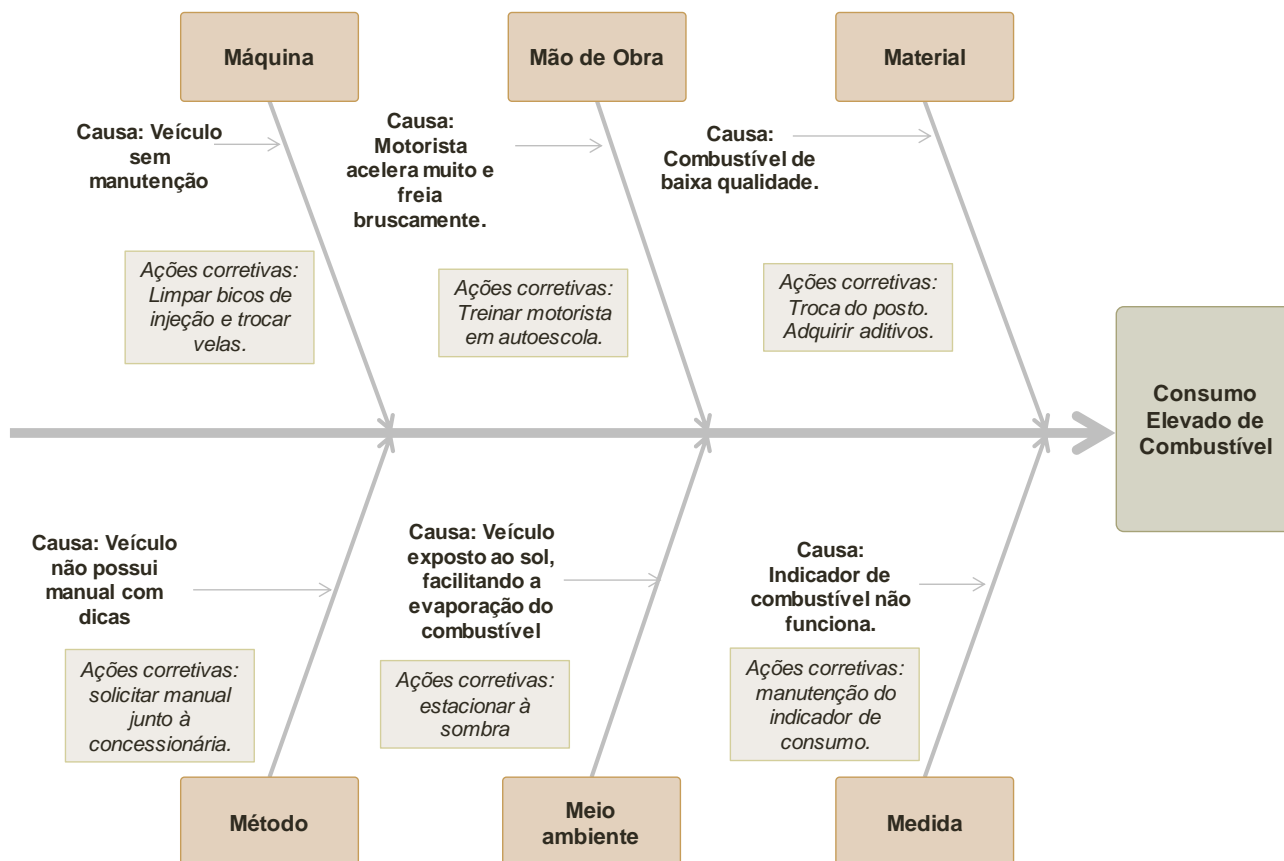 Máquina
Mão de Obra
Material
Causa: Veículo
sem
manutenção
Causa:
Motorista
acelera muito e
freia
bruscamente.
Causa:
Combustível de
baixa qualidade.
Ações corretivas:
Limpar bicos de
injeção e trocar
velas.
Ações corretivas:
Treinar motorista
em autoescola.
Ações corretivas:
Troca do posto.
Adquirir aditivos.
Consumo
Elevado de
Combustível
Causa: Veículo
não possui
manual com
dicas
Causa: Veículo
exposto ao sol,
facilitando a
evaporação do
combustível
Causa:
Indicador de
combustível não
funciona.
Ações corretivas:
solicitar manual
junto à
concessionária.
Ações corretivas:
estacionar à
sombra
Ações corretivas:
manutenção do
indicador de
consumo.
Método
Meio
ambiente
Medida